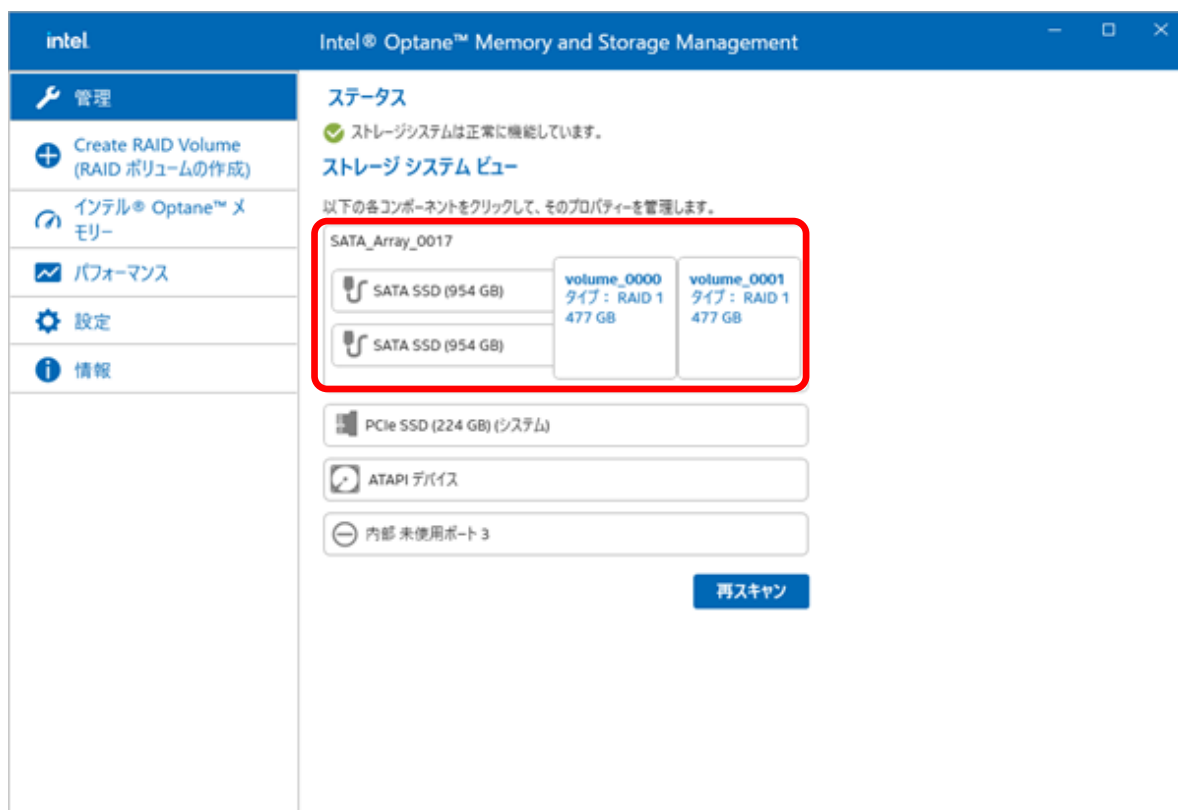 intel
Intel® Optane™ Memory and Storage Management
管理
Create RAID Volume
(RAID ボリュームの作成)
インテル® Optane™ メ
モリー
パフォーマンス
設定
情報
ステータス
ストレージシステムは正常に機能しています。
ストレージ システム ビュー
以下の各コンポーネントをクリックして、そのプロパティーを管理します。
SATA_Array_0017
SATA SSD (954 GB)
SATA SSD (954 GB)
volume_0000
タイプ： RAID 1
477 GB
volume_0001
タイプ： RAID 1
477 GB
PCIe SSD (224 GB) (システム)
ATAPI デバイス
内部 未使用ポート 3
再スキャン